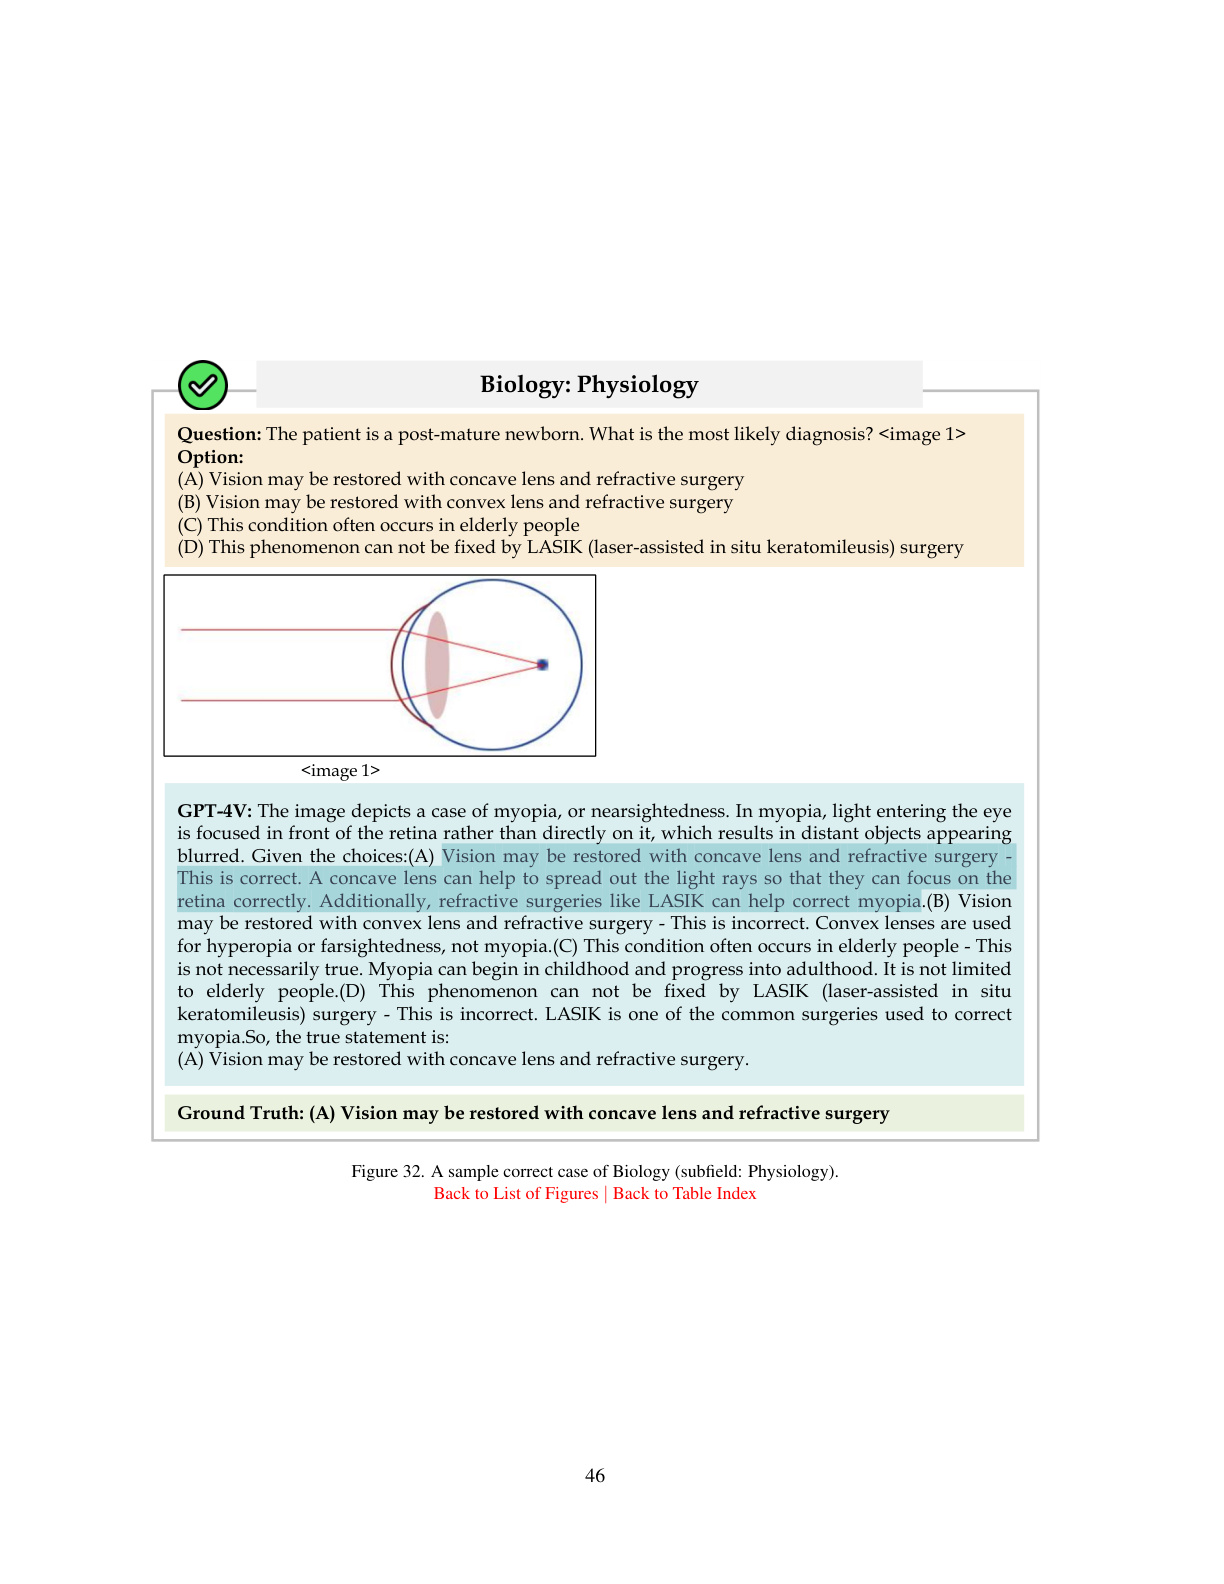 Biology: Physiology
Question: The patient is a post-mature newborn. What is the most likely diagnosis? <image 1>
Option:
(A) Vision may be restored with concave lens and refractive surgery
(B) Vision may be restored with convex lens and refractive surgery
(C) This condition often occurs in elderly people
(D) This phenomenon can not be fixed by LASIK (laser-assisted in situ keratomileusis) surgery
<image 1>
GPT-4V: The image depicts a case of myopia, or nearsightedness. In myopia, light entering the eye
is focused in front of the retina rather than directly on it, which results in distant objects appearing
blurred. Given the choices:(A) Vision may be restored with concave lens and refractive surgery -
This is correct. A concave lens can help to spread out the light rays so that they can focus on the
retina correctly. Additionally, refractive surgeries like LASIK can help correct myopia.(B) Vision
may be restored with convex lens and refractive surgery - This is incorrect. Convex lenses are used
for hyperopia or farsightedness, not myopia.(C) This condition often occurs in elderly people - This
is not necessarily true. Myopia can begin in childhood and progress into adulthood. It is not limited
to elderly people.(D) This phenomenon can not be fixed by LASIK (laser-assisted in situ
keratomileusis) surgery - This is incorrect. LASIK is one of the common surgeries used to correct
myopia.So, the true statement is:
(A) Vision may be restored with concave lens and refractive surgery.
Ground Truth: (A) Vision may be restored with concave lens and refractive surgery
Figure 32. A sample correct case of Biology (subfield: Physiology).
Back to List of Figures | Back to Table Index
46